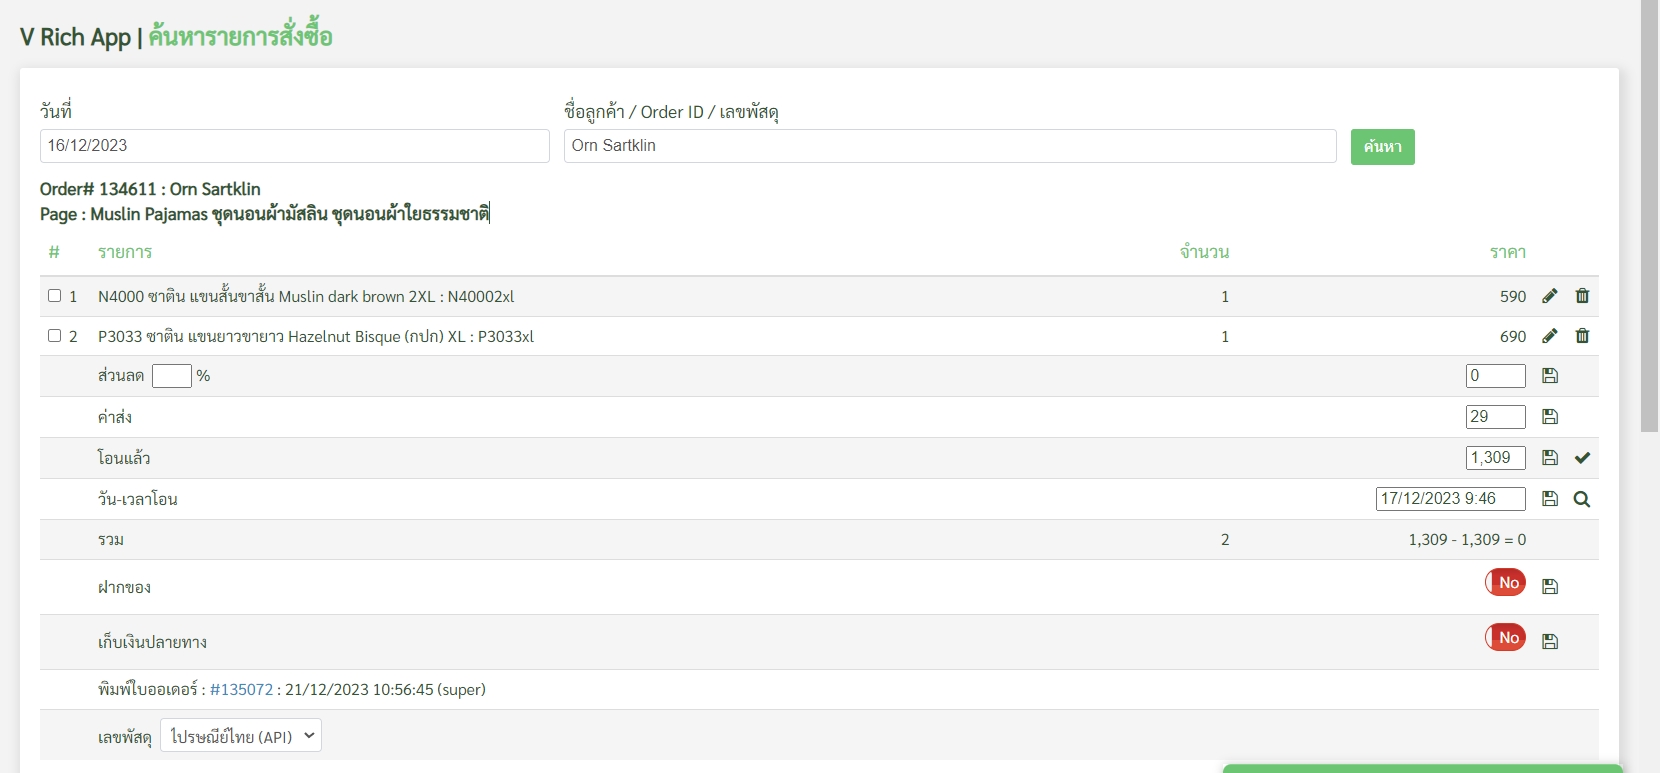 V Rich App | ค้นหารายการสั่งซื้อ
วันที่
ชื่อลูกค้า / Order ID / เลขพัสดุ
16/12/2023
Orn Sartklin
ค้นหา
Order# 134611 : Orn Sartklin
Page : Muslin Pajamas ชุดนอนผ้ามัสลิน ชุดนอนผ้าใยธรรมชาติ
# รายการ จำนวน ราคา
1 N4000 ซาติน แขนสั้นขาสั้น Muslin dark brown 2XL : N40002xl 1 590
2 P3033 ซาติน แขนยาวขายาว Hazelnut Bisque (กปก) XL : P3033xl 1 690
ส่วนลด % 0
ค่าส่ง 29
โอนแล้ว 1,309
วัน-เวลาโอน 17/12/2023 9:46
รวม 2 1,309 - 1,309 = 0
ฝากของ No
เก็บเงินปลายทาง No
พิมพ์ใบออเดอร์ : #135072 : 21/12/2023 10:56:45 (super)
เลขพัสดุ ไปรษณีย์ไทย (API)